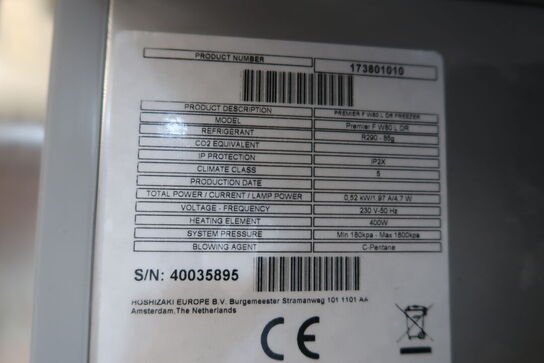 PRODUCT NUMBER 173801010
PRODUCT DESCRIPTION PREMIER F W80 L DR FREEZER
MODEL Premier F W80 L DR
REFRIGERANT R290 - 85g
CO2 EQUIVALENT
IP PROTECTION IP2X
CLIMATE CLASS 5
PRODUCTION DATE
TOTAL POWER / CURRENT / LAMP POWER 0,52 kW/1.97 A/4.7 W
VOLTAGE - FREQUENCY 230 V-50 Hz
HEATING ELEMENT 400W
SYSTEM PRESSURE Min 180kpa - Max 1600kpa
BLOWING AGENT C-Pentane
S/N: 40035895
HOSHIZAKI EUROPE B.V. Burgemeester Stramanweg 101 1101 AA
Amsterdam,The Netherlands
CE